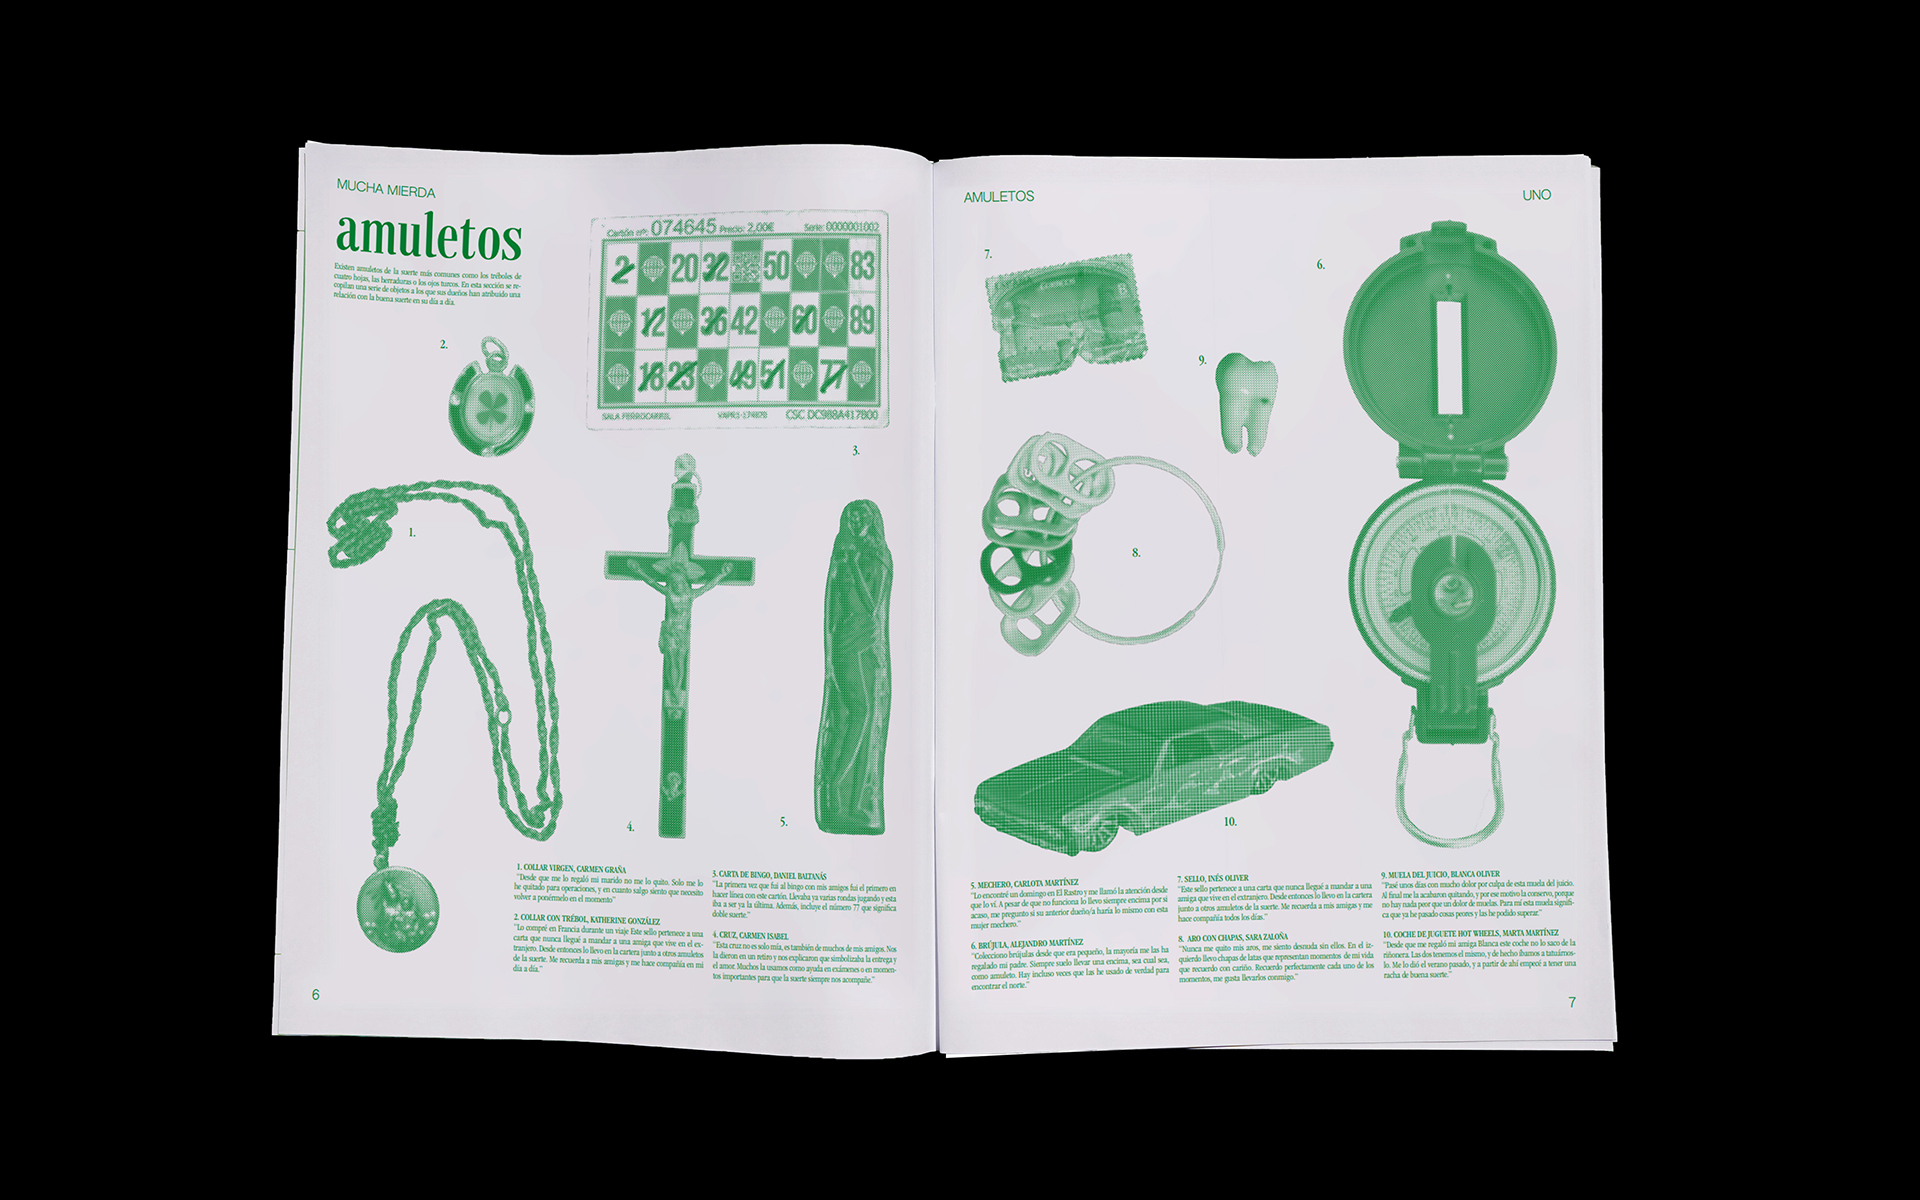 MUCHA MIERDA
amuletos
Existen amuletos de la suerte más comunes como los tréboles de
cuatro hojas, las herraduras o los ojos turcos. En esta sección se re-
copilan una serie de objetos a los que sus dueños han atribuido una
relación con la buena suerte en su día a día.
Cartón nº: 074645 Precio: 2,00€ Serie: 0000001002
2 20 32 50 83
12 36 42 60 89
18 23 49 51 77
SALA FERROCARRIL CSC DC988A417B00
2.
3.
1.
4.
5.
1. COLLAR VIRGEN, CARMEN GRAÑA
"Desde que me lo regaló mi marido no me lo quito. Solo me lo
he quitado para operaciones, y en cuanto salgo siento que necesito
volver a ponérmelo en el momento"
2. COLLAR CON TRÉBOL, KATHERINE GONZÁLEZ
"Lo compré en Francia durante un viaje Este sello pertenece a una
carta que nunca llegué a mandar a una amiga que vive en el ex-
tranjero. Desde entonces lo llevo en la cartera junto a otros amuletos
de la suerte. Me recuerda a mis amigas y me hace compañía en mi
día a día."
3. CARTA DE BINGO, DANIEL BALTANÁS
"La primera vez que fui al bingo con mis amigos fui el primero en
hacer línea con este cartón. Llevaba ya varias rondas jugando y esta
iba a ser ya la última. Además, incluye el número 77 que significa
doble suerte."
4. CRUZ, CARMEN ISABEL
"Esta cruz no es solo mía, es también de muchos de mis amigos. Nos
la dieron en un retiro y nos explicaron que simbolizaba la entrega y
el amor. Muchos la usamos como ayuda en exámenes o en momen-
tos importantes para que la suerte siempre nos acompañe."
6
AMULETOS
UNO
7.
CORREOS
B
6.
9.
8.
10.
5. MECHERO, CARLOTA MARTÍNEZ
"Lo encontré un domingo en El Rastro y me llamó la atención desde
que lo ví. A pesar de que no funciona lo llevo siempre encima por si
acaso, me pregunto si su anterior dueño/a haría lo mismo con esta
mujer mechero."
6. BRÚJULA, ALEJANDRO MARTÍNEZ
"Colecciono brújulas desde que era pequeño, la mayoría me las ha
regalado mi padre. Siempre suelo llevar una encima, sea cual sea,
como amuleto. Hay incluso veces que las he usado de verdad para
encontrar el norte."
7. SELLO, INÉS OLIVER
"Este sello pertenece a una carta que nunca llegué a mandar a una
amiga que vive en el extranjero. Desde entonces lo llevo en la cartera
junto a otros amuletos de la suerte. Me recuerda a mis amigas y me
hace compañía todos los días."
8. ARO CON CHAPAS, SARA ZALOÑA
"Nunca me quito mis aros, me siento desnuda sin ellos. En el iz-
quierdo llevo chapas de latas que representan momentos de mi vida
que recuerdo con cariño. Recuerdo perfectamente cada uno de los
momentos, me gusta llevarlos conmigo."
9. MUELA DEL JUICIO, BLANCA OLIVER
"Pasé unos días con mucho dolor por culpa de esta muela del juicio.
Al final me la acabaron quitando, y por ese motivo la conservo, porque
no hay nada peor que un dolor de muelas. Para mí esta muela signifi-
ca que ya he pasado cosas peores y las he podido superar."
10. COCHE DE JUGUETE HOT WHEELS, MARTA MARTÍNEZ
"Desde que me regaló mi amiga Blanca este coche no lo saco de la
riñonera. Las dos tenemos el mismo, y de hecho íbamos a tatuárnos-
lo. Me lo dió el verano pasado, y a partir de ahí empecé a tener una
racha de buena suerte."
7